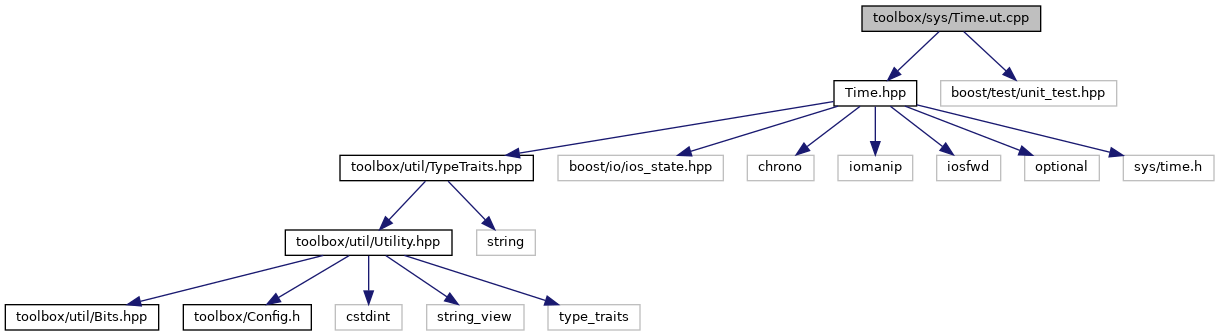 toolbox/sys/Time.ut.cpp
Time.hpp
boost/test/unit_test.hpp
toolbox/util/TypeTraits.hpp
boost/io/ios_state.hpp
chrono
iomanip
iosfwd
optional
sys/time.h
toolbox/util/Utility.hpp
string
toolbox/util/Bits.hpp
toolbox/Config.h
cstdint
string_view
type_traits